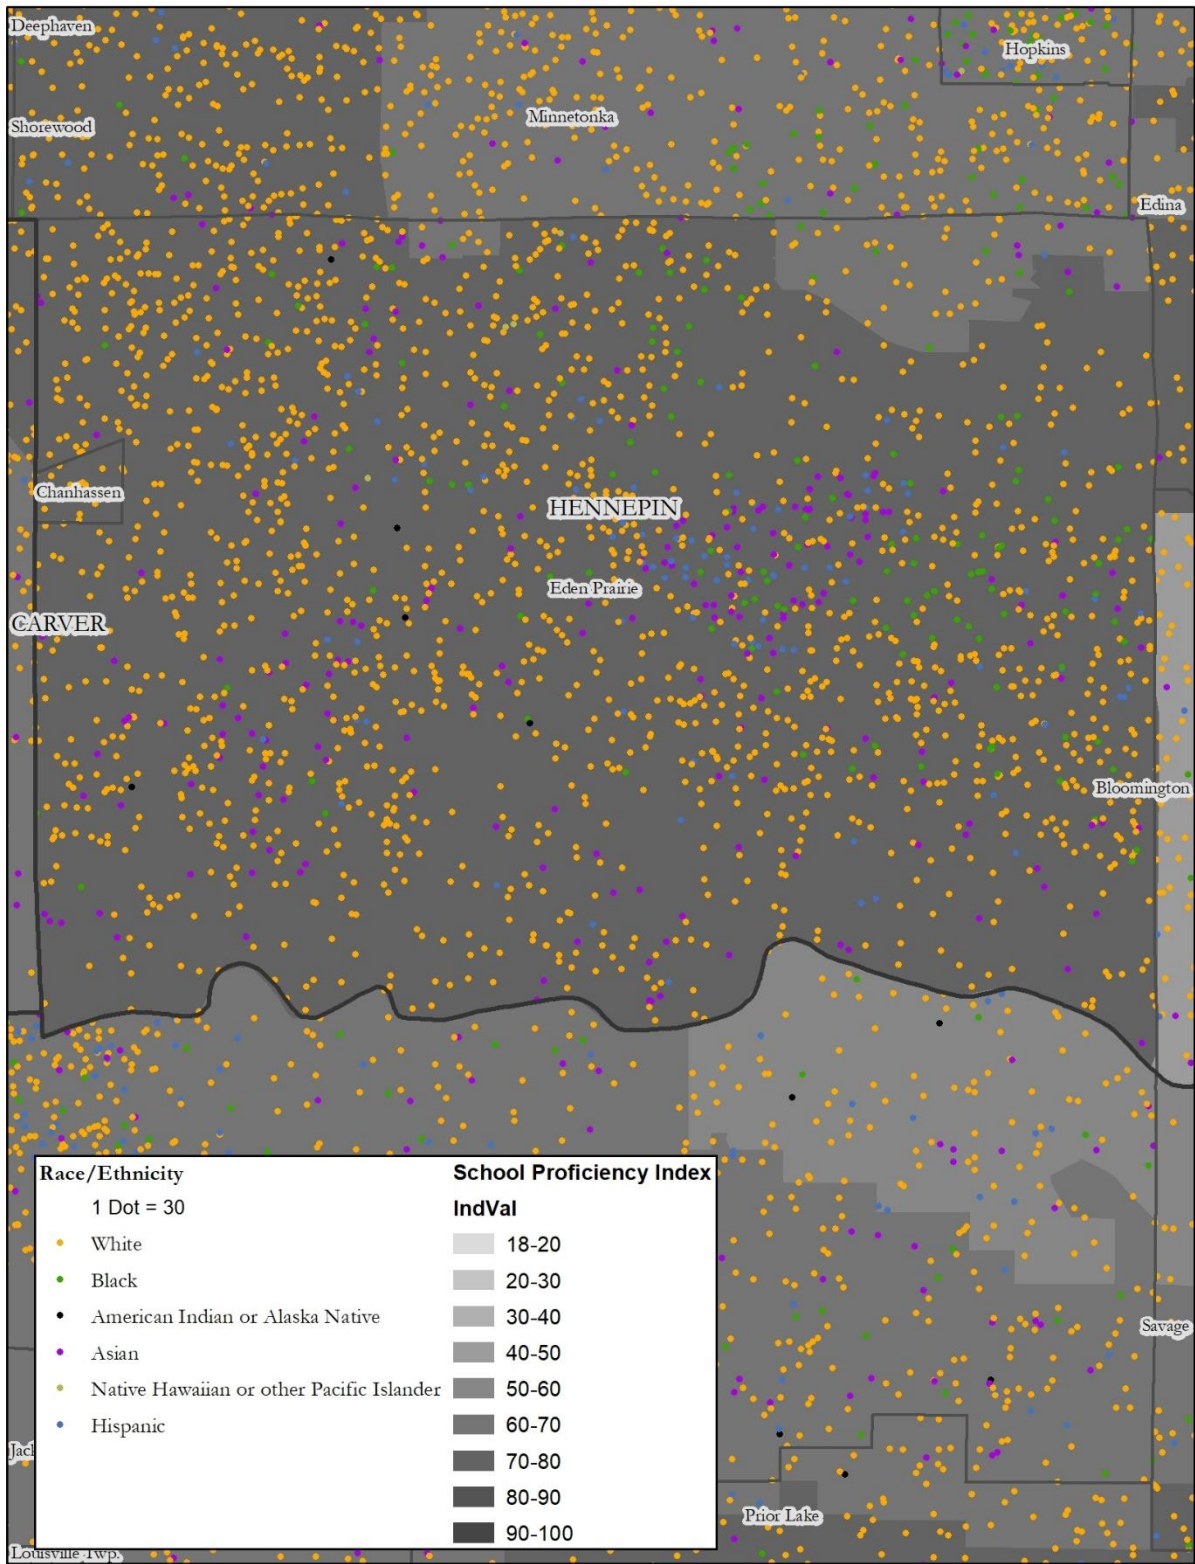 Deephaven
Hopkins
Minnetonka
Shorewood
Edina
Chanhassen
HENNEPIN
Eden Prairie
CARVER
Bloomington
Race/Ethnicity
1 Dot = 30
White
Black
American Indian or Alaska Native
Asian
Native Hawaiian or other Pacific Islander
Hispanic
School Proficiency Index
IndVal
18-20
20-30
30-40
40-50
50-60
60-70
70-80
80-90
90-100
Savage
Jack
Prior Lake
Louisville Twp.